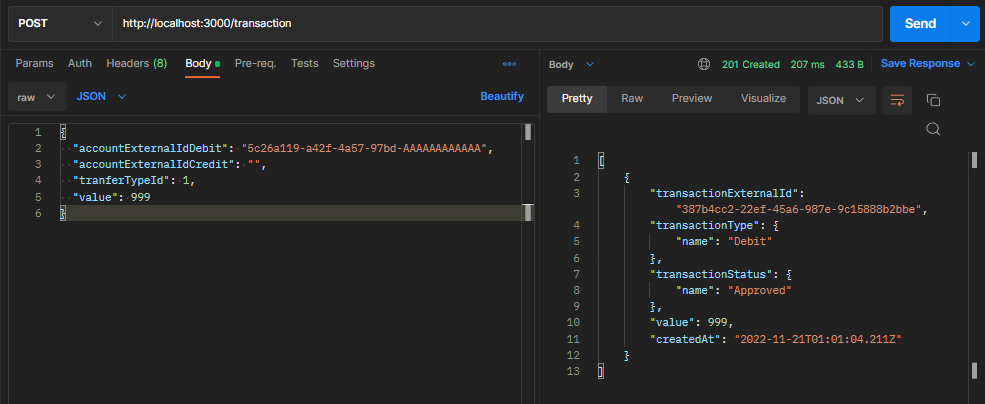 POST http://localhost:3000/transaction Send
Params Auth Headers (8) Body Pre-req. Tests Settings
raw JSON Beautify
1 {
2 "accountExternalIdDebit": "5c26a119-a42f-4a57-97bd-AAAAAAAAAAAA",
3 "accountExternalIdCredit": "",
4 "tranferTypeId": 1,
5 "value": 999
6 }
Body 201 Created 207 ms 433 B Save Response
Pretty Raw Preview Visualize JSON
1 [
2 {
3 "transactionExternalId":
"387b4cc2-22ef-45a6-987e-9c15888b2bbe",
4 "transactionType": {
5 "name": "Debit"
6 },
7 "transactionStatus": {
8 "name": "Approved"
9 },
10 "value": 999,
11 "createdAt": "2022-11-21T01:01:04.211Z"
12 }
13 ]